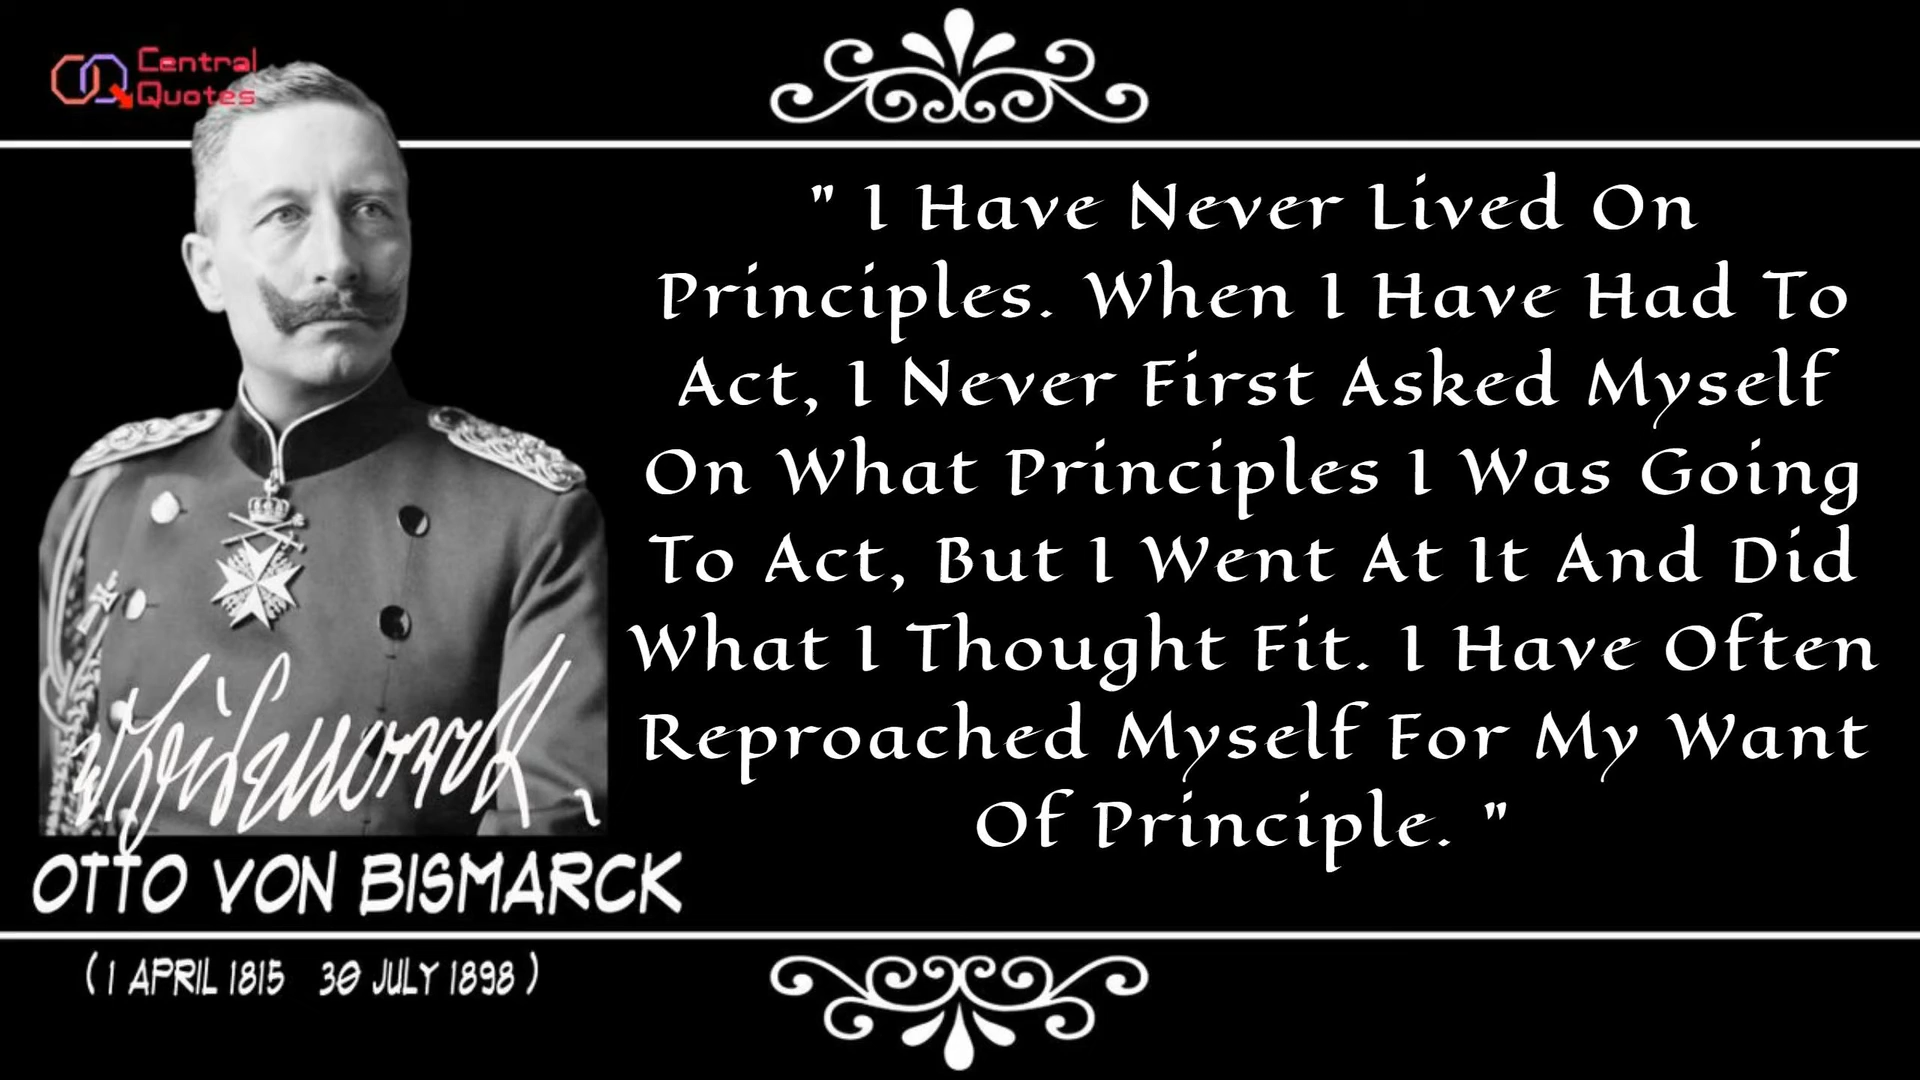 Central
Quotes
" I Have Never Lived On
Principles. When I Have Had To
Act, I Never First Asked Myself
On What Principles I Was Going
To Act, But I Went At It And Did
What I Thought Fit. I Have Often
Reproached Myself For My Want
Of Principle. "
OTTO VON BISMARCK
( 1 APRIL 1815 30 JULY 1898 )